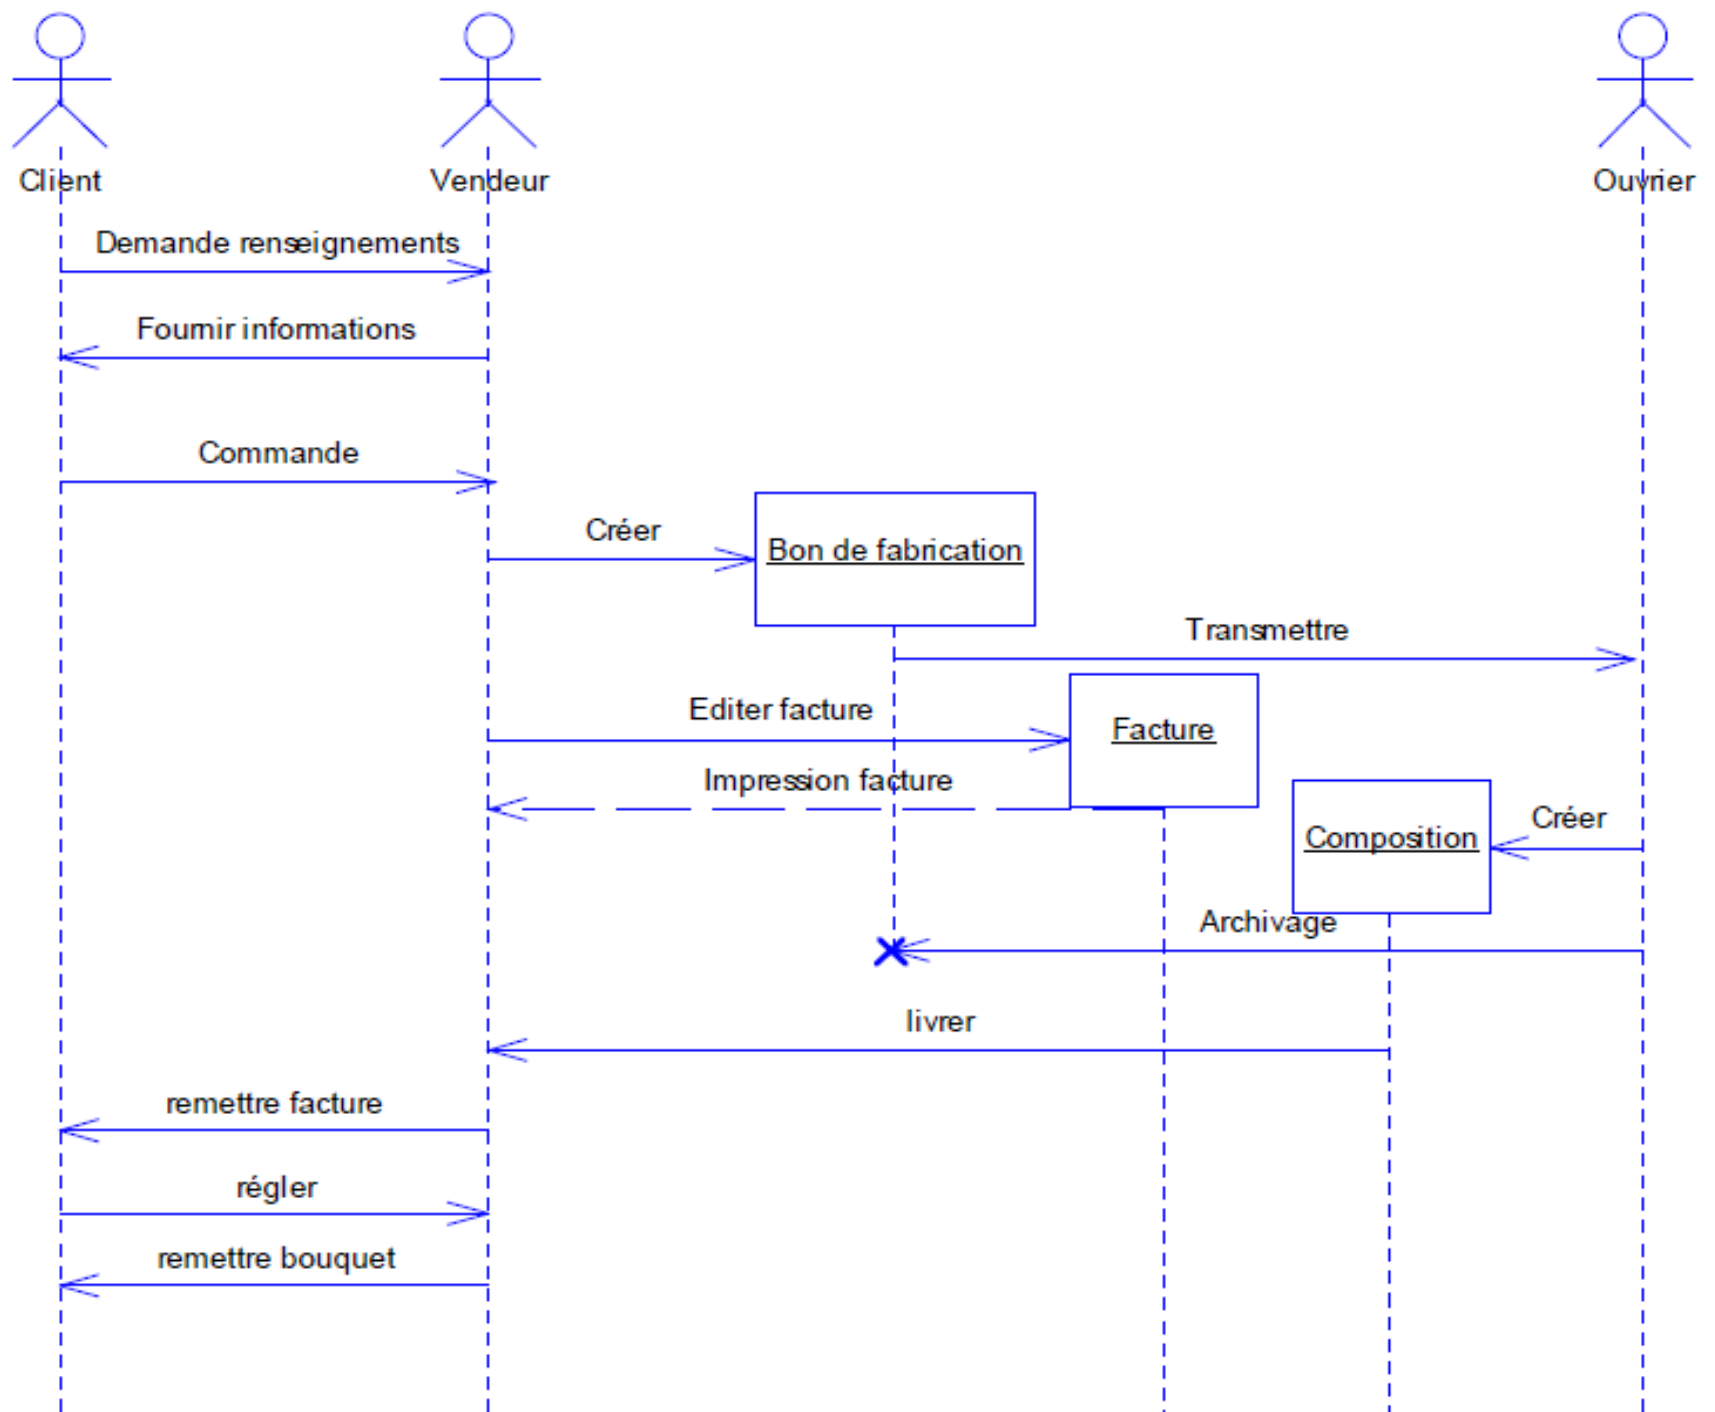 Client
Vendeur
Ouvrier
Demande renseignements
Fournir informations
Commande
Créer
Bon de fabrication
Transmettre
Editer facture
Facture
Impression facture
Composition
Créer
Archivage
livrer
remettre facture
régler
remettre bouquet